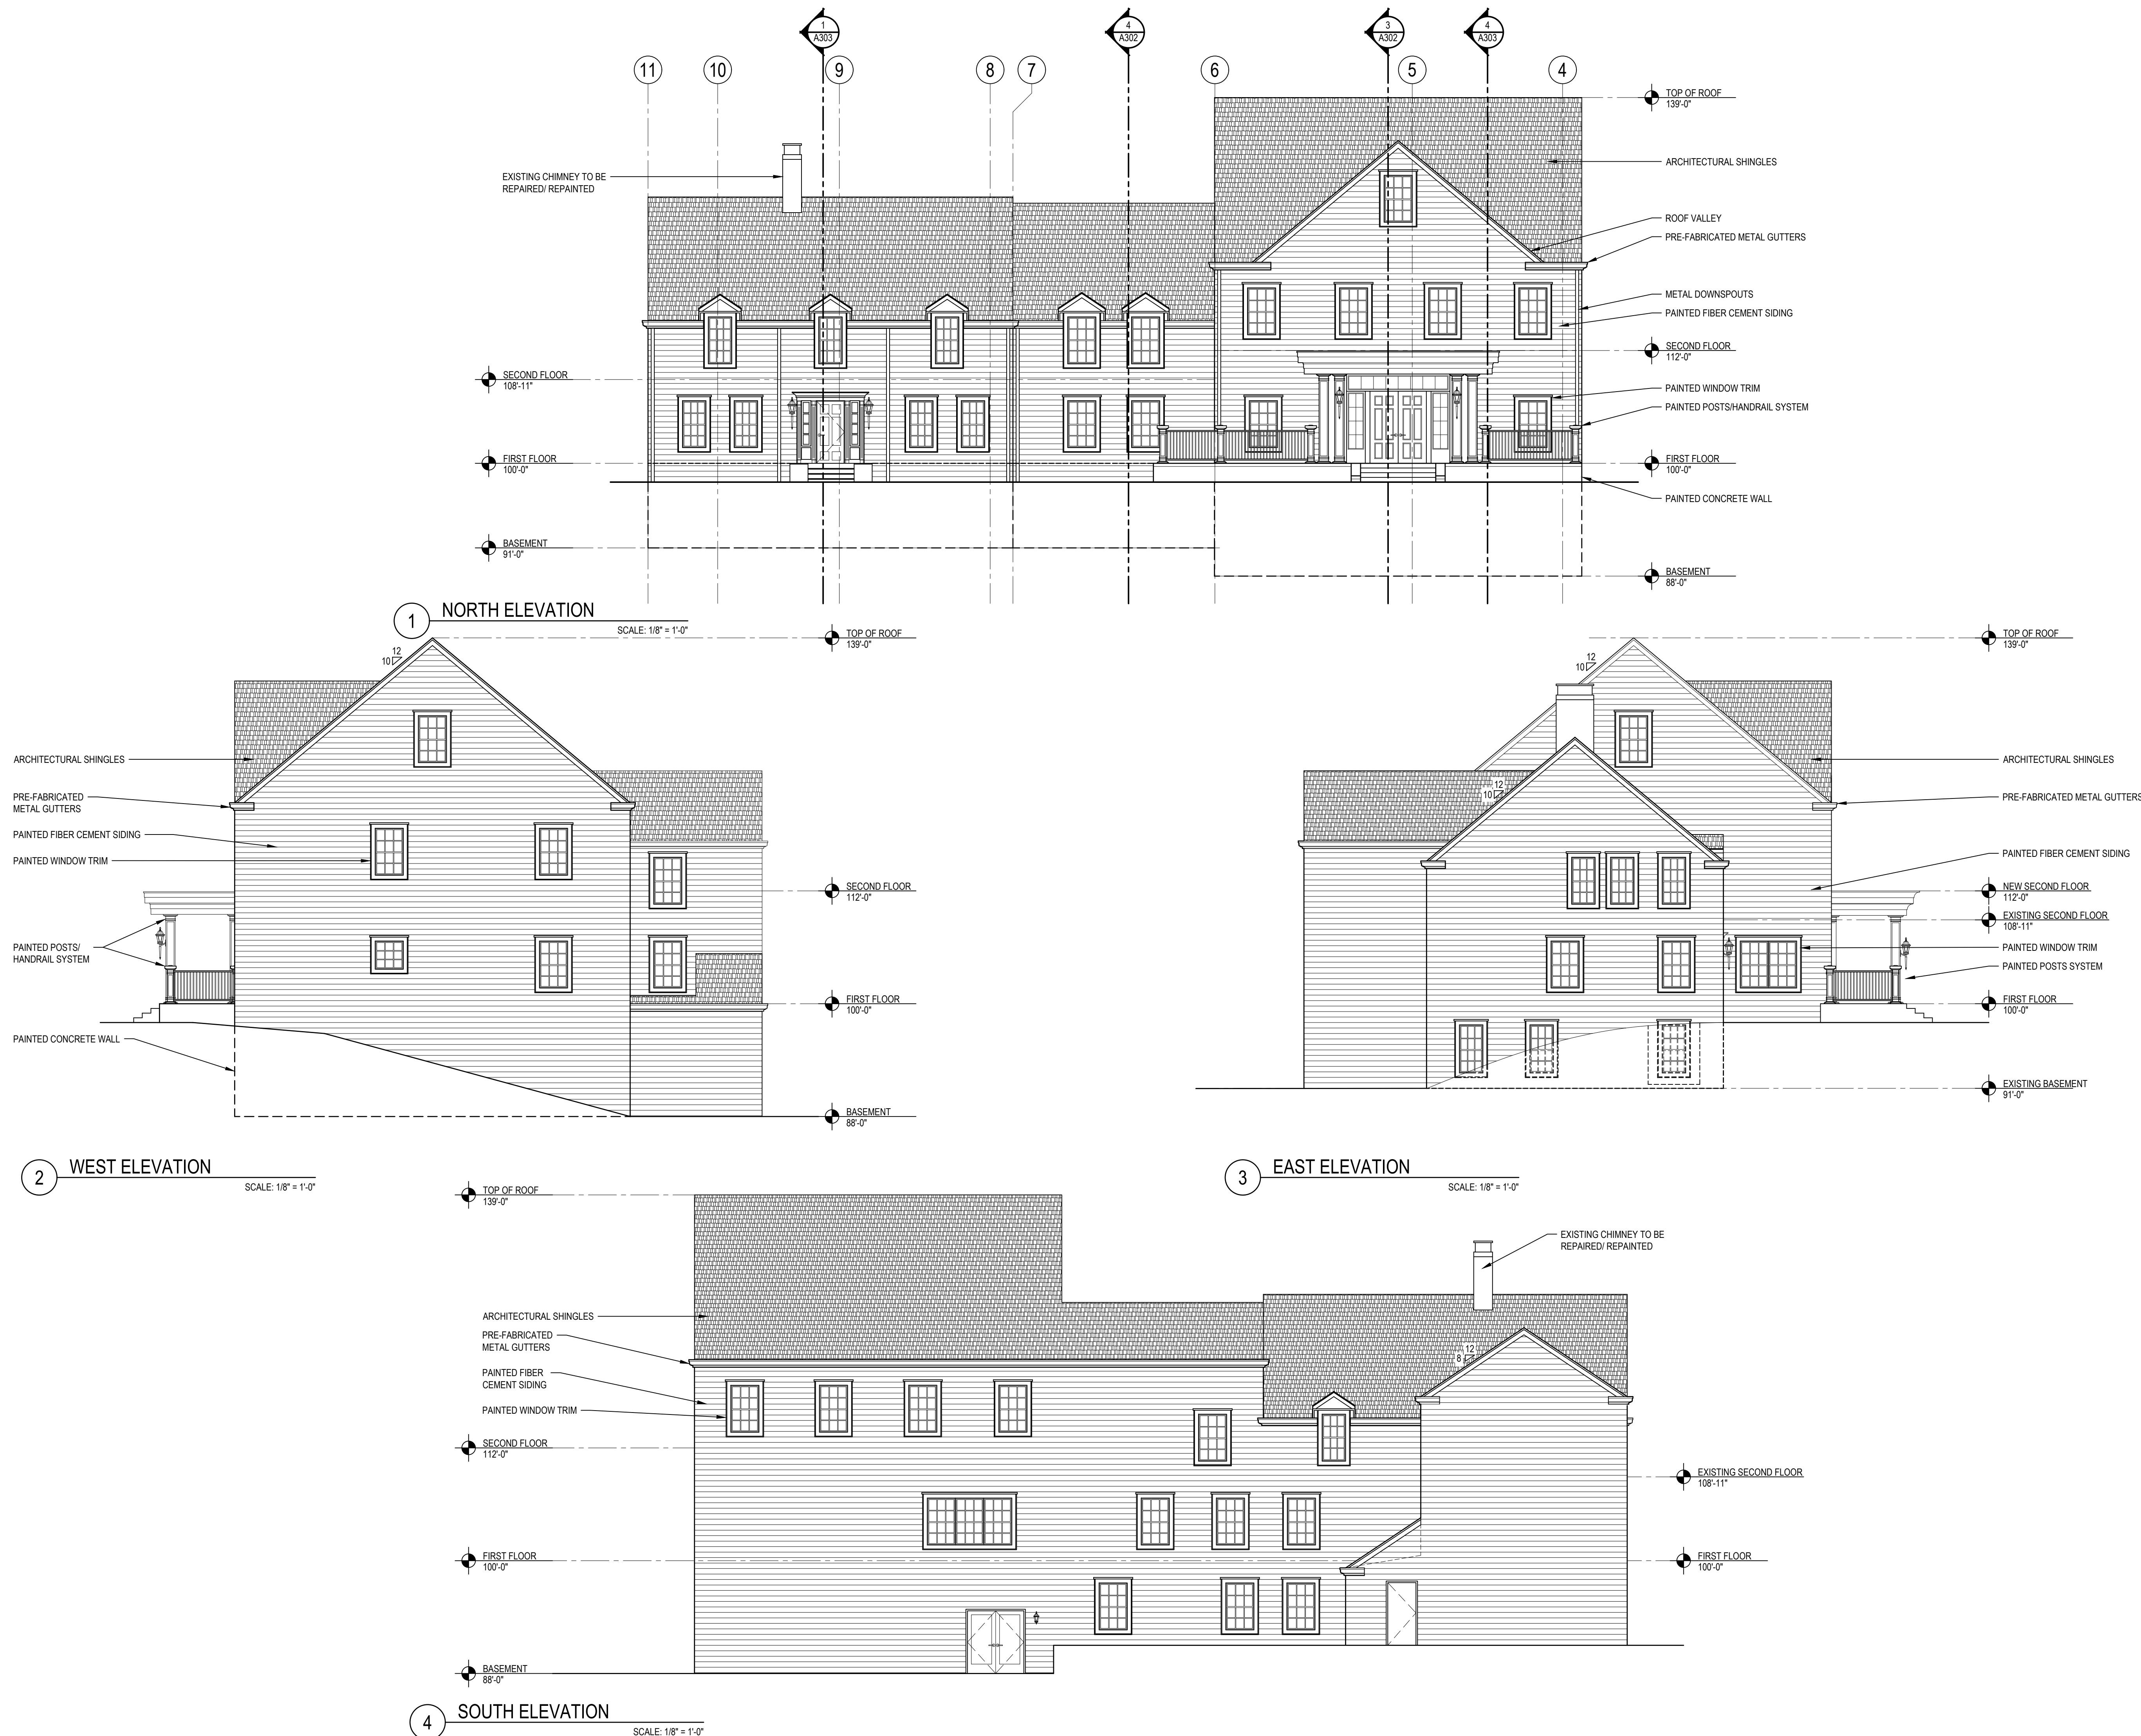 1
A303
4
A302
3
A302
4
A303
11
10
9
8
7
6
5
4
TOP OF ROOF
139'-0"
ARCHITECTURAL SHINGLES
EXISTING CHIMNEY TO BE
REPAIRED/ REPAINTED
ROOF VALLEY
PRE-FABRICATED METAL GUTTERS
METAL DOWNSPOUTS
PAINTED FIBER CEMENT SIDING
SECOND FLOOR
112'-0"
SECOND FLOOR
108'-11"
PAINTED WINDOW TRIM
PAINTED POSTS/HANDRAIL SYSTEM
FIRST FLOOR
100'-0"
FIRST FLOOR
100'-0"
PAINTED CONCRETE WALL
BASEMENT
91'-0"
BASEMENT
88'-0"
1
NORTH ELEVATION
SCALE: 1/8" = 1'-0"
TOP OF ROOF
139'-0"
12
10
ARCHITECTURAL SHINGLES
PRE-FABRICATED
METAL GUTTERS
PAINTED FIBER CEMENT SIDING
PAINTED WINDOW TRIM
SECOND FLOOR
112'-0"
PAINTED POSTS/
HANDRAIL SYSTEM
FIRST FLOOR
100'-0"
PAINTED CONCRETE WALL
BASEMENT
88'-0"
2
WEST ELEVATION
SCALE: 1/8" = 1'-0"
TOP OF ROOF
139'-0"
12
10
12
10
ARCHITECTURAL SHINGLES
PRE-FABRICATED METAL GUTTERS
PAINTED FIBER CEMENT SIDING
NEW SECOND FLOOR
112'-0"
EXISTING SECOND FLOOR
108'-11"
PAINTED WINDOW TRIM
PAINTED POSTS SYSTEM
FIRST FLOOR
100'-0"
EXISTING BASEMENT
91'-0"
3
EAST ELEVATION
SCALE: 1/8" = 1'-0"
TOP OF ROOF
139'-0"
EXISTING CHIMNEY TO BE
REPAIRED/ REPAINTED
ARCHITECTURAL SHINGLES
PRE-FABRICATED
METAL GUTTERS
12
8
PAINTED FIBER
CEMENT SIDING
PAINTED WINDOW TRIM
SECOND FLOOR
112'-0"
EXISTING SECOND FLOOR
108'-11"
FIRST FLOOR
100'-0"
FIRST FLOOR
100'-0"
BASEMENT
88'-0"
4
SOUTH ELEVATION
SCALE: 1/8" = 1'-0"